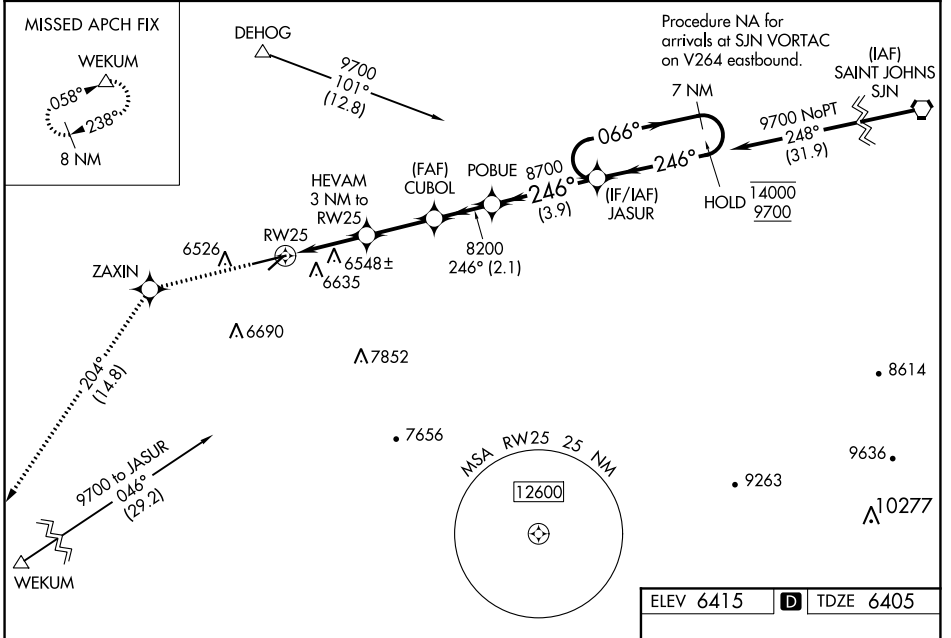 MISSED APCH FIX
WEKUM
058°
238°
8 NM
DEHOG
9700
101°
(12.8)
Procedure NA for
arrivals at SJN VORTAC
on V264 eastbound.
7 NM
(IAF)
SAINT JOHNS
SJN
9700 NoPT
248°
(31.9)
066°
246°
HOLD
14000
9700
(IF/IAF)
JASUR
8700
246°
(3.9)
POBUE
8200
246° (2.1)
(FAF)
CUBOL
HEVAM
3 NM to
RW25
RW25
6526
6548±
6635
ZAXIN
6690
7852
204°
(14.8)
8614
7656
9636
9263
10277
9700 to JASUR
046°
(29.2)
WEKUM
MSA RW25 25 NM
12600
ELEV 6415 D TDZE 6405